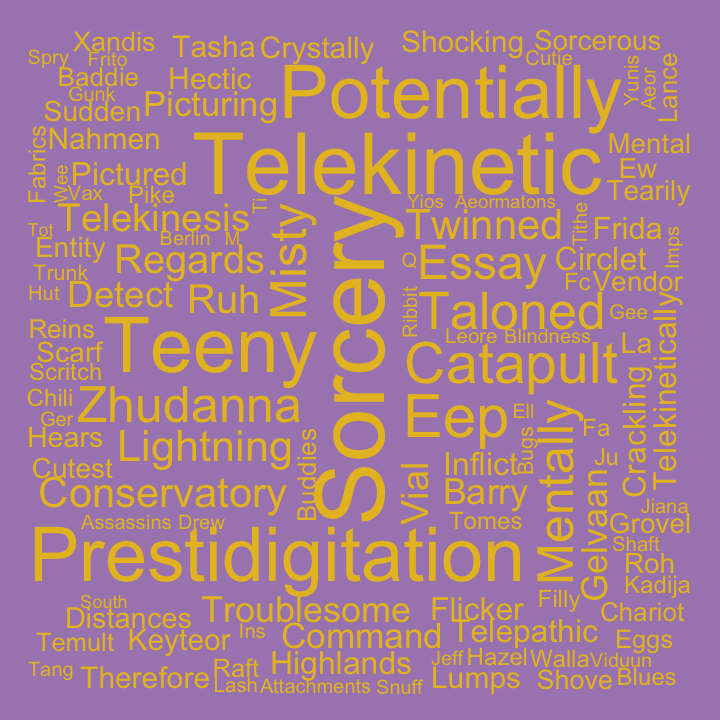 Xandis
Tasha
Crystally
Shocking
Sorcerous
Spry
Frito
Cutie
Baddie
Hectic
Potentially
Yunis
Aeor
Lance
Gunk
Sudden
Picturing
Nahmen
Telekinetic
Mental
Fabrics
Wee
Pictured
Ew
Vax
Pike
Tearily
Ti
Yios
Aeormatons
Tithe
Imps
Tot
Telekinesis
Misty
Sorcery
Twinned
Frida
Berlin
M
Entity
Regards
Q
Essay
Circlet
Trunk
Fc
Vendor
Hut
Detect
Ruh
Ribbit
Taloned
Gee
Reins
Teeny
Leore
Blindness
La
Scarf
Catapult
Telekinetically
Scritch
Crackling
Chili
Zhudanna
Eep
Ell
Ger
Hears
Lightning
Buddies
Bugs
Mentally
Fa
Cutest
Vial
Inflict
Ju
Conservatory
Barry
Gelvaan
Jiana
Assassins
Drew
Tomes
Grovel
Prestidigitation
Shaft
Roh
Kadija
South
Filly
Distances
Troublesome
Flicker
Chariot
Temult
Keyteor
Ins
Command
Telepathic
Eggs
Tang
Therefore
Raft
Highlands
Jeff
Hazel
Walla
Viduun
Lash
Attachments
Snuff
Lumps
Shove
Blues